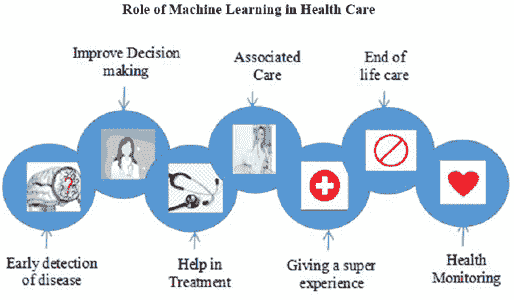 Role of Machine Learning in Health Care
Improve Decision
making
Associated
Care
End of
life care
Early detection
of disease
Help in
Treatment
Giving a super
experience
Health
Monitoring